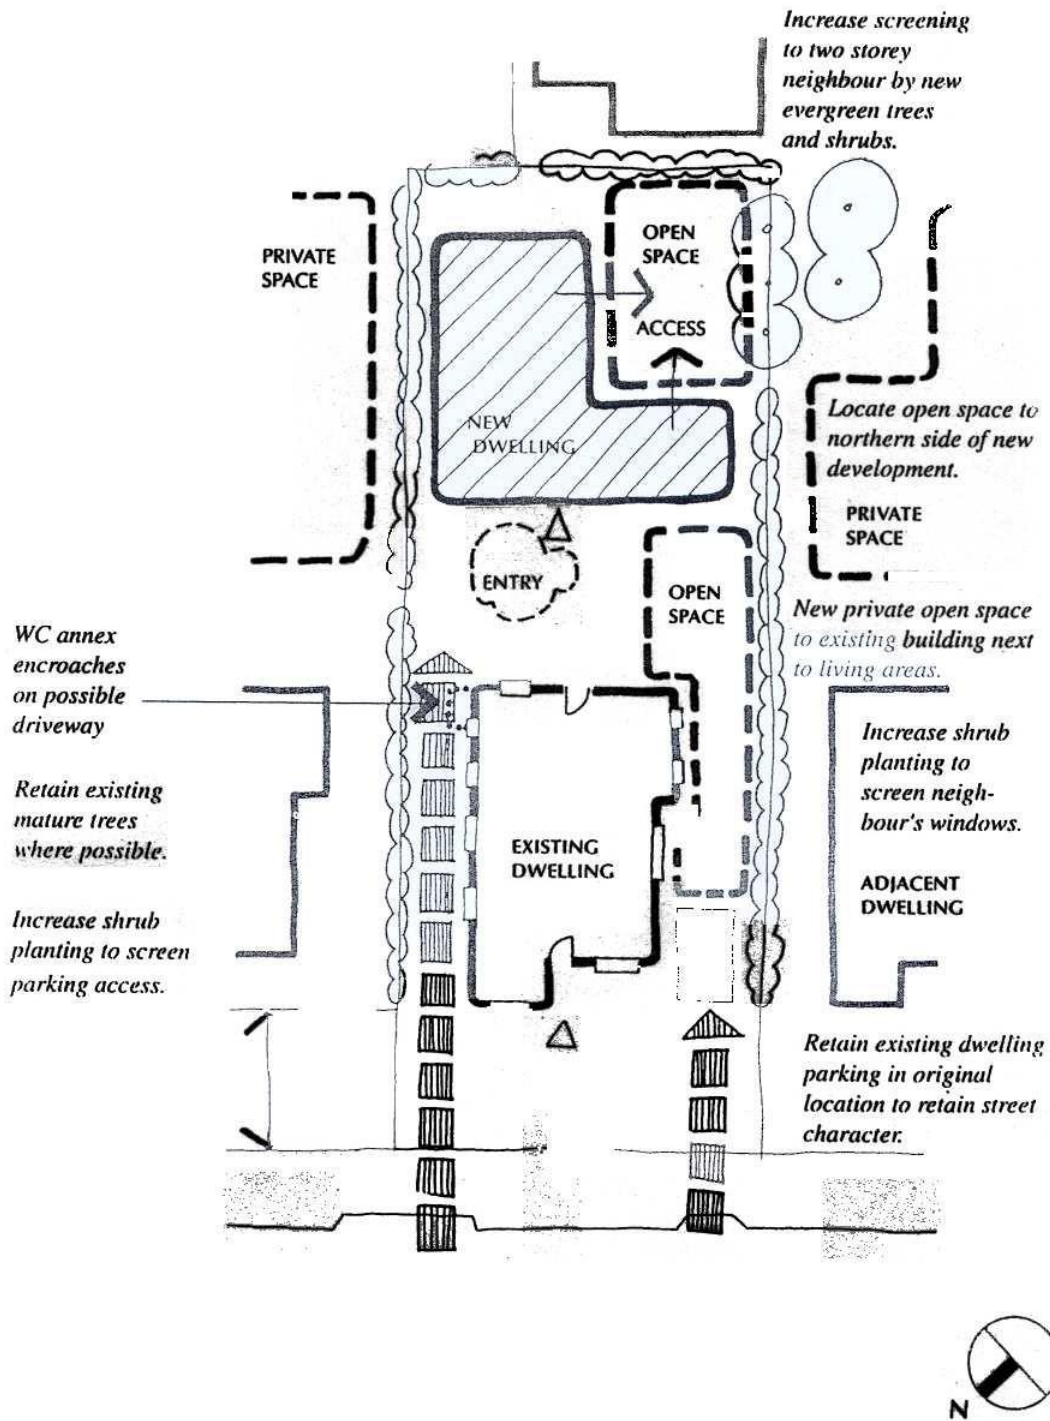 Increase screening
to two storey
neighbour by new
evergreen trees
and shrubs.
PRIVATE
SPACE
OPEN
SPACE
ACCESS
NEW
DWELLING
Locate open space to
northern side of new
development.
PRIVATE
SPACE
ENTRY
OPEN
SPACE
New private open space
to existing building next
to living areas.
WC annex
encroaches
on possible
driveway
Retain existing
mature trees
where possible.
Increase shrub
planting to screen
parking access.
EXISTING
DWELLING
Increase shrub
planting to
screen neigh-
bour's windows.
ADJACENT
DWELLING
Retain existing dwelling
parking in original
location to retain street
character.
N